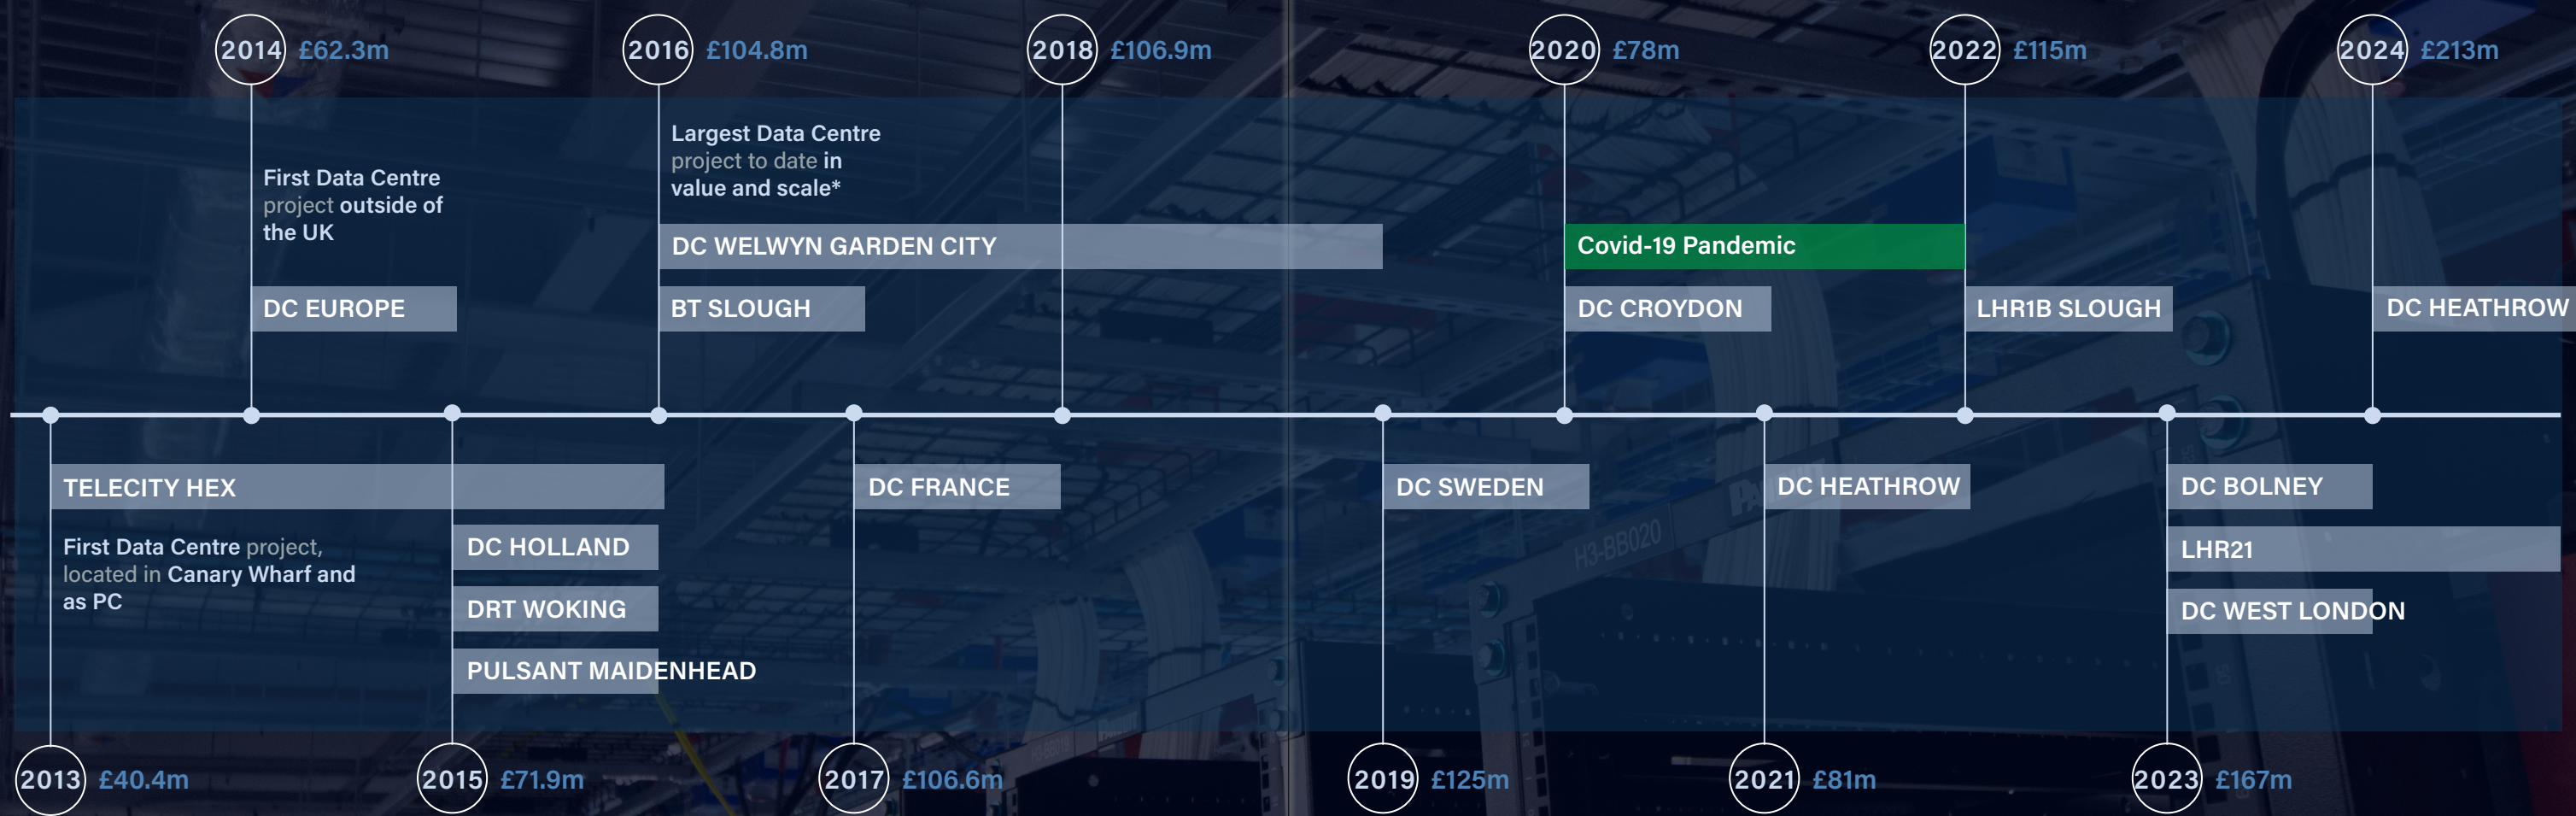 2014 £62.3m
2016 £104.8m
2018 £106.9m
2020 £78m
2022 £115m
2024 £213m
First Data Centre
project outside of
the UK
DC EUROPE
Largest Data Centre
project to date in
value and scale*
DC WELWYN GARDEN CITY
BT SLOUGH
Covid-19 Pandemic
DC CROYDON
LHR1B SLOUGH
DC HEATHROW
TELECITY HEX
First Data Centre project,
located in Canary Wharf and
as PC
DC HOLLAND
DRT WOKING
PULSANT MAIDENHEAD
DC FRANCE
DC SWEDEN
DC HEATHROW
DC BOLNEY
LHR21
DC WEST LONDON
H3-BB020
PANDUIT
2013 £40.4m
2015 £71.9m
2017 £106.6m
2019 £125m
2021 £81m
2023 £167m